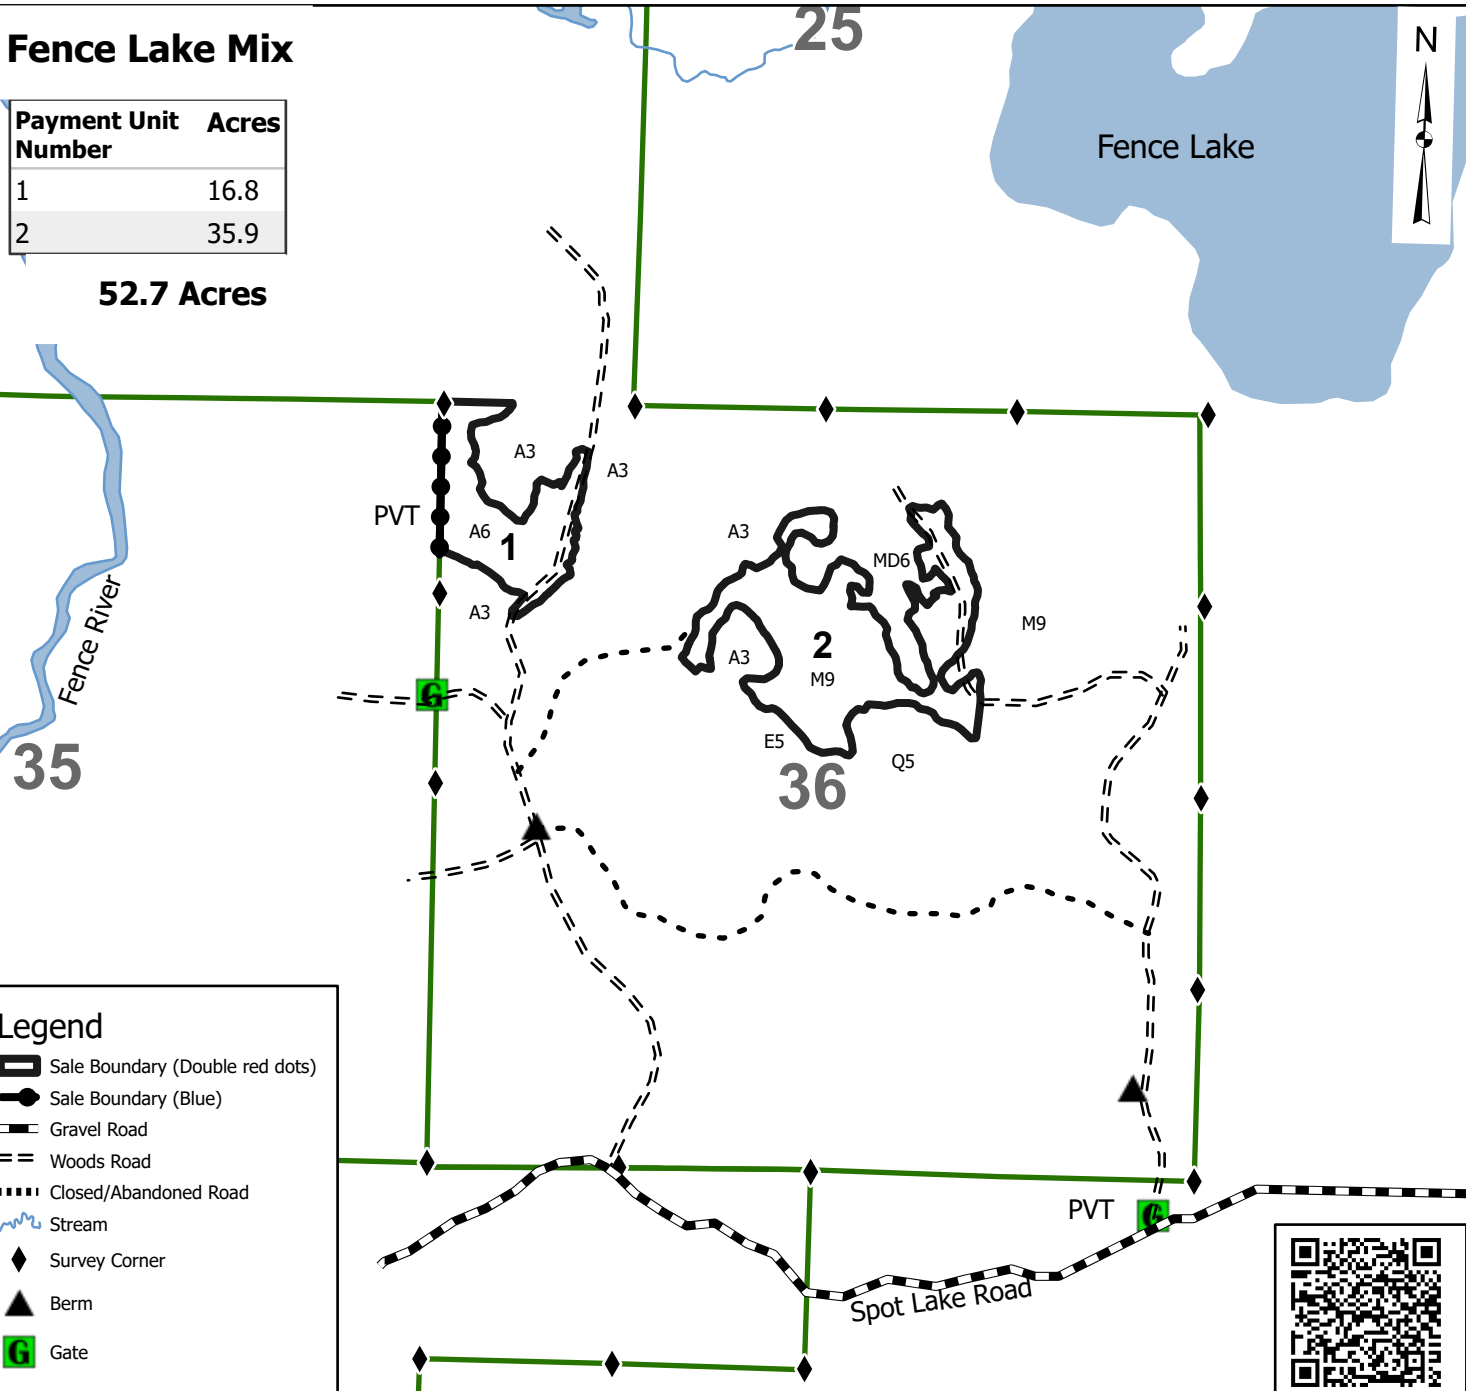 Fence Lake Mix
Payment Unit Number Acres
1 16.8
2 35.9
52.7 Acres
25
N
Fence Lake
A3
A3
PVT
A6
1
A3
A3
MD6
M9
2
A3
M9
E5
Q5
36
Fence River
35
G
Legend
Sale Boundary (Double red dots)
Sale Boundary (Blue)
Gravel Road
Woods Road
Closed/Abandoned Road
Stream
Survey Corner
Berm
G Gate
PVT
G
Spot Lake Road